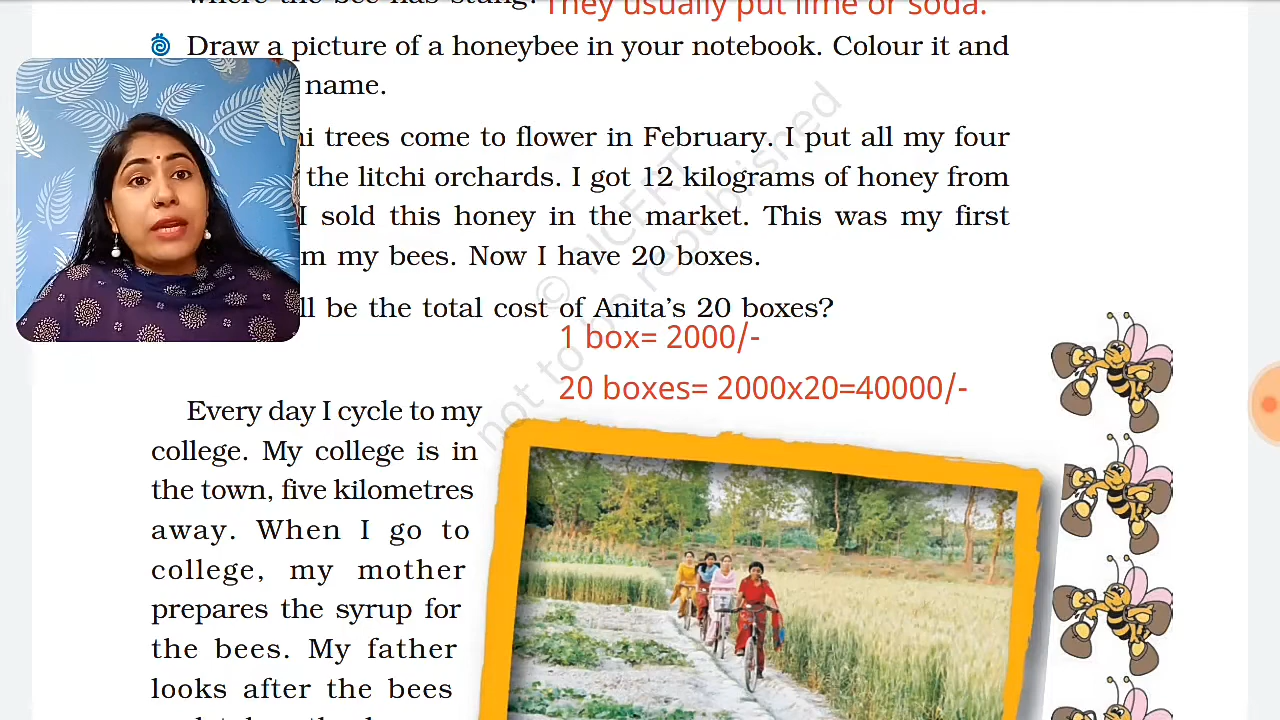 They usually put lime or soda.
Draw a picture of a honeybee in your notebook. Colour it and
name.
trees come to flower in February. I put all my four
the litchi orchards. I got 12 kilograms of honey from
I sold this honey in the market. This was my first
my bees. Now I have 20 boxes.
be the total cost of Anita's 20 boxes?
1 box= 2000/-
20 boxes= 2000x20=40000/-
Every day I cycle to my
college. My college is in
the town, five kilometres
away. When I go to
college, my mother
prepares the syrup for
the bees. My father
looks after the bees
© NCERT
not to be republished